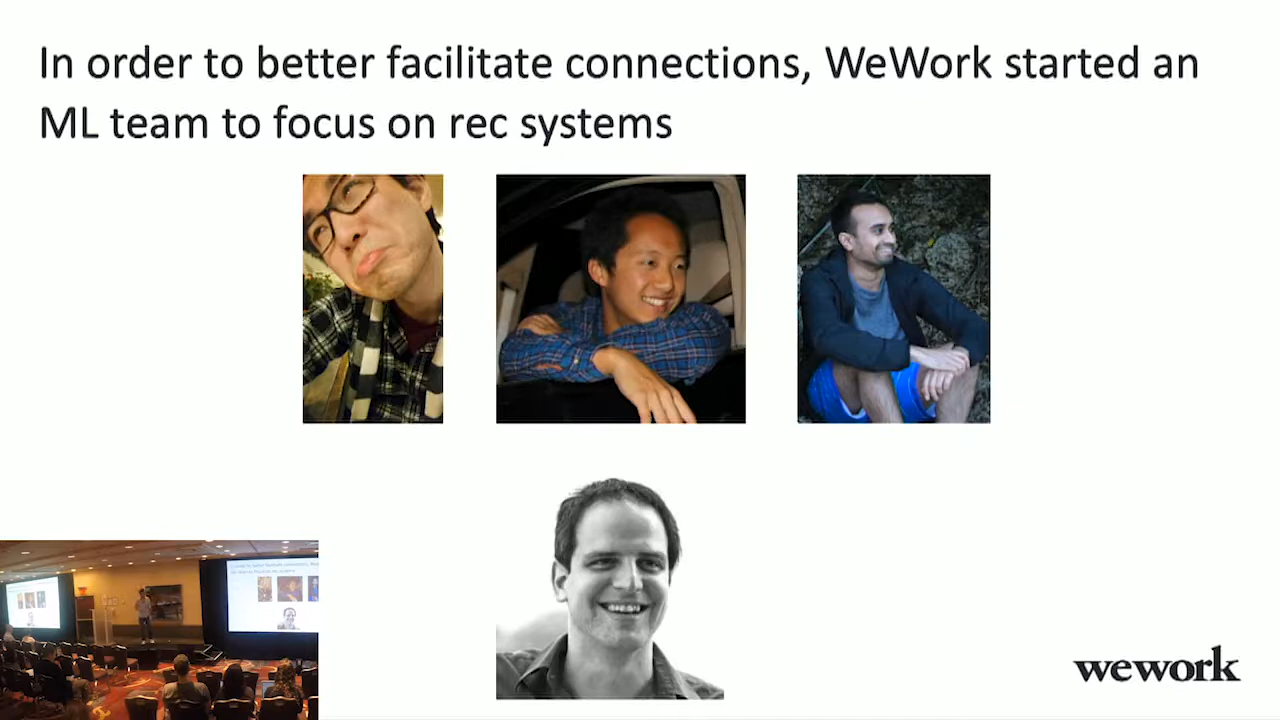 In order to better facilitate connections, WeWork started an
ML team to focus on rec systems
wework